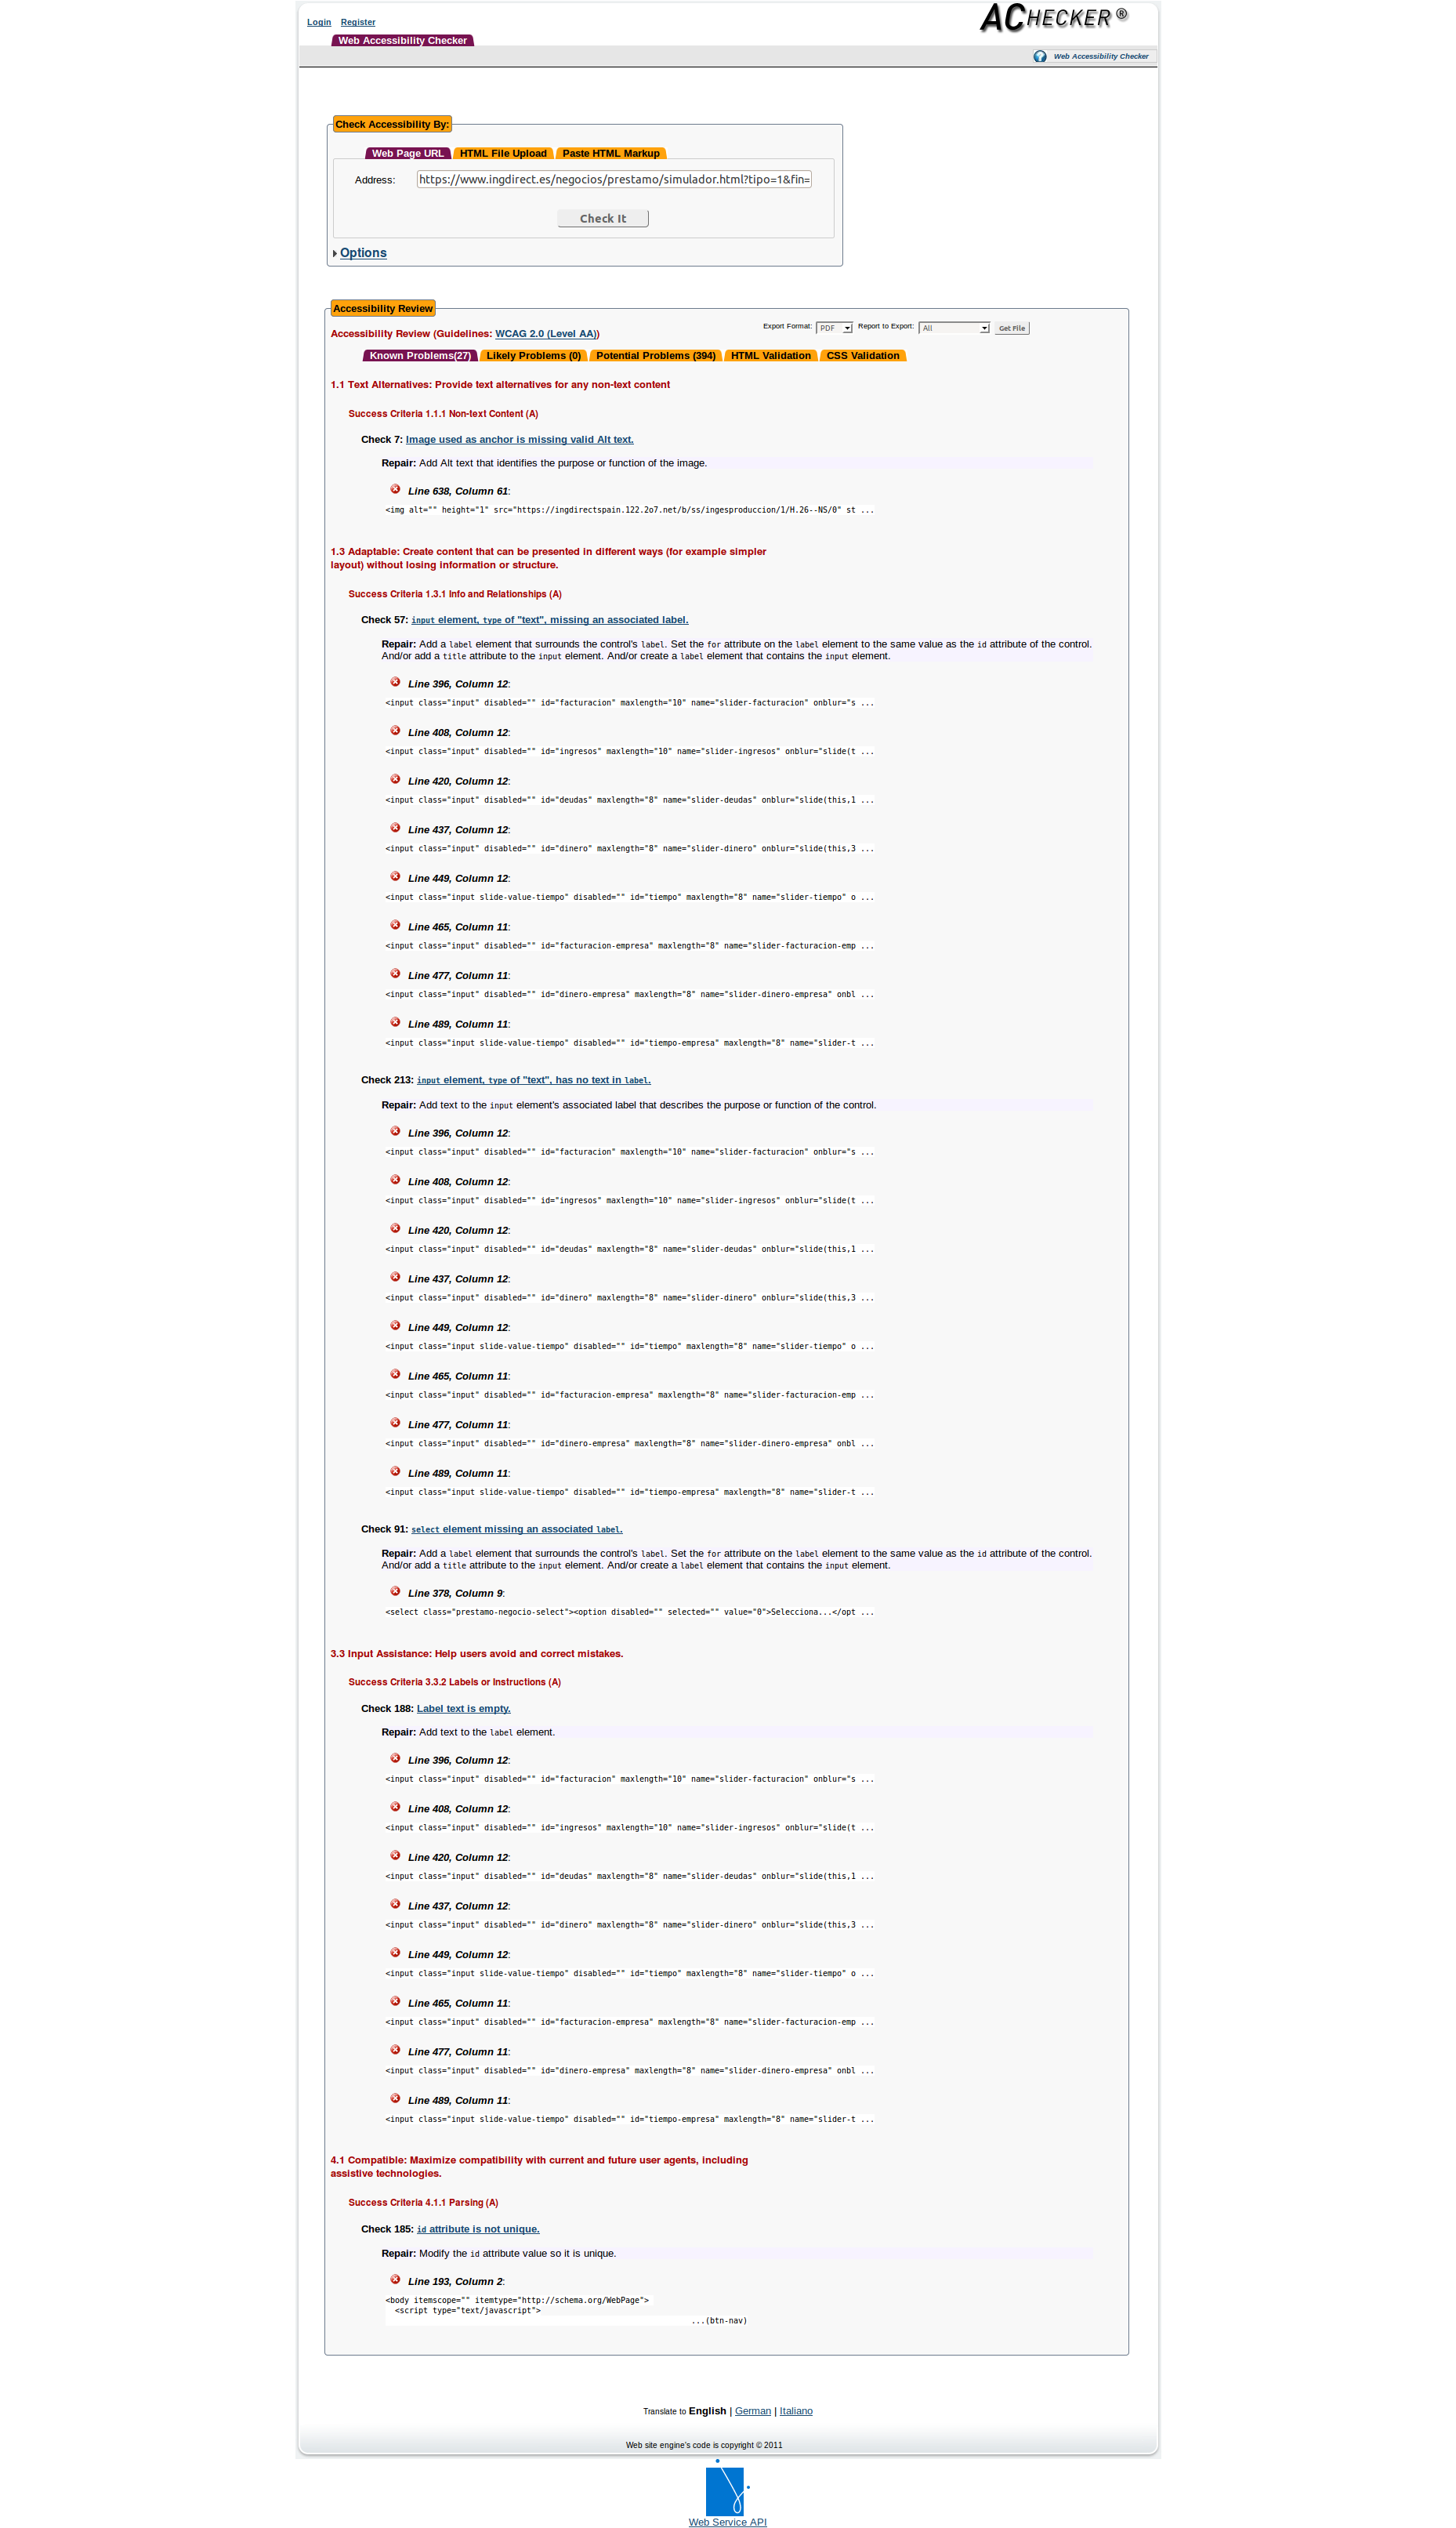 Login Register
ACHECKER ®
Web Accessibility Checker
Web Accessibility Checker
Check Accessibility By:
Web Page URL HTML File Upload Paste HTML Markup
Address: https://www.ingdirect.es/negocios/prestamo/simulador.html?tipo=1&fin=
Check It
Options
Accessibility Review
Export Format: PDF Report to Export: All Get File
Accessibility Review (Guidelines: WCAG 2.0 (Level AA))
Known Problems(27) Likely Problems (0) Potential Problems (394) HTML Validation CSS Validation
1.1 Text Alternatives: Provide text alternatives for any non-text content
Success Criteria 1.1.1 Non-text Content (A)
Check 7: Image used as anchor is missing valid Alt text.
Repair: Add Alt text that identifies the purpose or function of the image.
Line 638, Column 61:
<img alt="" height="1" src="https://ingdirectspain.122.2o7.net/b/ss/ingesproduccion/1/H.26--NS/0" st ...
1.3 Adaptable: Create content that can be presented in different ways (for example simpler
layout) without losing information or structure.
Success Criteria 1.3.1 Info and Relationships (A)
Check 57: input element, type of "text", missing an associated label.
Repair: Add a label element that surrounds the control's label. Set the for attribute on the label element to the same value as the id attribute of the control.
And/or add a title attribute to the input element. And/or create a label element that contains the input element.
Line 396, Column 12:
<input class="input" disabled="" id="facturacion" maxlength="10" name="slider-facturacion" onblur="s ...
Line 408, Column 12:
<input class="input" disabled="" id="ingresos" maxlength="10" name="slider-ingresos" onblur="slide(t ...
Line 420, Column 12:
<input class="input" disabled="" id="deudas" maxlength="8" name="slider-deudas" onblur="slide(this,1 ...
Line 437, Column 12:
<input class="input" disabled="" id="dinero" maxlength="8" name="slider-dinero" onblur="slide(this,3 ...
Line 449, Column 12:
<input class="input slide-value-tiempo" disabled="" id="tiempo" maxlength="8" name="slider-tiempo" o ...
Line 465, Column 11:
<input class="input" disabled="" id="facturacion-empresa" maxlength="8" name="slider-facturacion-emp ...
Line 477, Column 11:
<input class="input" disabled="" id="dinero-empresa" maxlength="8" name="slider-dinero-empresa" onbl ...
Line 489, Column 11:
<input class="input slide-value-tiempo" disabled="" id="tiempo-empresa" maxlength="8" name="slider-t ...
Check 213: input element, type of "text", has no text in label.
Repair: Add text to the input element's associated label that describes the purpose or function of the control.
Line 396, Column 12:
<input class="input" disabled="" id="facturacion" maxlength="10" name="slider-facturacion" onblur="s ...
Line 408, Column 12:
<input class="input" disabled="" id="ingresos" maxlength="10" name="slider-ingresos" onblur="slide(t ...
Line 420, Column 12:
<input class="input" disabled="" id="deudas" maxlength="8" name="slider-deudas" onblur="slide(this,1 ...
Line 437, Column 12:
<input class="input" disabled="" id="dinero" maxlength="8" name="slider-dinero" onblur="slide(this,3 ...
Line 449, Column 12:
<input class="input slide-value-tiempo" disabled="" id="tiempo" maxlength="8" name="slider-tiempo" o ...
Line 465, Column 11:
<input class="input" disabled="" id="facturacion-empresa" maxlength="8" name="slider-facturacion-emp ...
Line 477, Column 11:
<input class="input" disabled="" id="dinero-empresa" maxlength="8" name="slider-dinero-empresa" onbl ...
Line 489, Column 11:
<input class="input slide-value-tiempo" disabled="" id="tiempo-empresa" maxlength="8" name="slider-t ...
Check 91: select element missing an associated label.
Repair: Add a label element that surrounds the control's label. Set the for attribute on the label element to the same value as the id attribute of the control.
And/or add a title attribute to the input element. And/or create a label element that contains the input element.
Line 378, Column 9:
<select class="prestamo-negocio-select"><option disabled="" selected="" value="0">Selecciona...</opt ...
3.3 Input Assistance: Help users avoid and correct mistakes.
Success Criteria 3.3.2 Labels or Instructions (A)
Check 188: Label text is empty.
Repair: Add text to the label element.
Line 396, Column 12:
<input class="input" disabled="" id="facturacion" maxlength="10" name="slider-facturacion" onblur="s ...
Line 408, Column 12:
<input class="input" disabled="" id="ingresos" maxlength="10" name="slider-ingresos" onblur="slide(t ...
Line 420, Column 12:
<input class="input" disabled="" id="deudas" maxlength="8" name="slider-deudas" onblur="slide(this,1 ...
Line 437, Column 12:
<input class="input" disabled="" id="dinero" maxlength="8" name="slider-dinero" onblur="slide(this,3 ...
Line 449, Column 12:
<input class="input slide-value-tiempo" disabled="" id="tiempo" maxlength="8" name="slider-tiempo" o ...
Line 465, Column 11:
<input class="input" disabled="" id="facturacion-empresa" maxlength="8" name="slider-facturacion-emp ...
Line 477, Column 11:
<input class="input" disabled="" id="dinero-empresa" maxlength="8" name="slider-dinero-empresa" onbl ...
Line 489, Column 11:
<input class="input slide-value-tiempo" disabled="" id="tiempo-empresa" maxlength="8" name="slider-t ...
4.1 Compatible: Maximize compatibility with current and future user agents, including
assistive technologies.
Success Criteria 4.1.1 Parsing (A)
Check 185: id attribute is not unique.
Repair: Modify the id attribute value so it is unique.
Line 193, Column 2:
<body itemscope="" itemtype="http://schema.org/WebPage">
<script type="text/javascript">
...(btn-nav)
Translate to English | German | Italiano
Web site engine's code is copyright © 2011
Web Service API